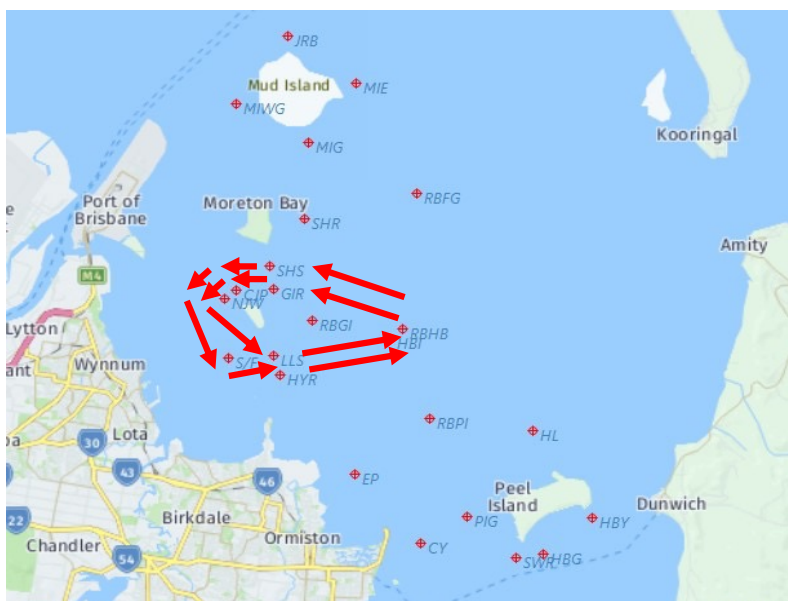 JRB
Mud Island
MIE
MIWG
Kooringal
MIG
RBFG
Port of
Brisbane
Moreton Bay
SHR
Amity
SHS
M4
CJP
GIR
NJW
RBGI
Lytton
RBHB
HBI
LLS
Wynnum
S/F
ant
HYR
RBPI
HL
Lota
30
ba
43
46
EP
Peel
Island
Dunwich
22
Birkdale
PIG
HBY
Chandler
Ormiston
CY
54
SWR
HBG